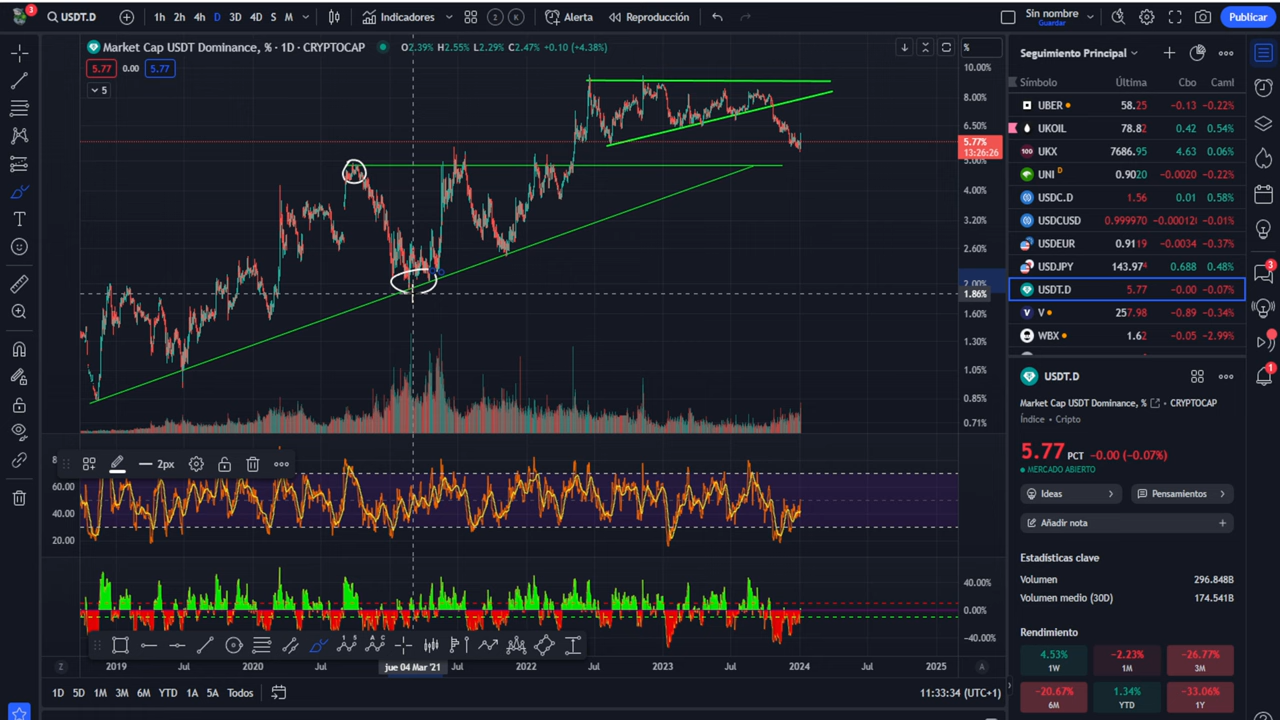 USDT.D 1h 2h 4h D 3D 4D S M Indicadores 2 K Alerta Reproducción Sin nombre Guardar Publicar
Market Cap USDT Dominance, % · 1D · CRYPTOCAP O2.39% H2.55% L2.29% C2.47% +0.10 (+4.38%) %
5.77 0.00 5.77
5
10.00%
8.00%
6.50%
5.77%
13:26:26
5.00%
4.00%
3.20%
2.60%
2.00%
1.86%
1.60%
1.30%
1.05%
0.85%
0.71%
2px
60.00
40.00
20.00
40.00%
0.00%
-40.00%
Z 2019 Jul 2020 Jul jue 04 Mar '21 Jul 2022 Jul 2023 Jul 2024 Jul 2025 A
1D 5D 1M 3M 6M YTD 1A 5A Todos 11:33:34 (UTC+1)
Seguimiento Principal
Símbolo Última Cbo Caml
UBER 58.25 -0.13 -0.22%
UKOIL 78.82 0.42 0.54%
UKX 7686.95 4.63 0.06%
UNI D 0.9020 -0.0020 -0.22%
USDC.D 1.56 0.01 0.58%
USDCUSD 0.999970 -0.000128 -0.01%
USDEUR 0.9119 -0.0034 -0.37%
USDJPY 143.974 0.688 0.48%
USDT.D 5.77 -0.00 -0.07%
V 257.98 -0.89 -0.34%
WBX 1.62 -0.05 -2.99%
USDT.D
Market Cap USDT Dominance, % · CRYPTOCAP
Índice · Cripto
5.77 PCT -0.00 (-0.07%)
MERCADO ABIERTO
Ideas Pensamientos
Añadir nota
Estadísticas clave
Volumen 296.848B
Volumen medio (30D) 174.541B
Rendimiento
4.53% -2.23% -26.77%
1W 1M 3M
-20.67% 1.34% -33.06%
6M YTD 1Y